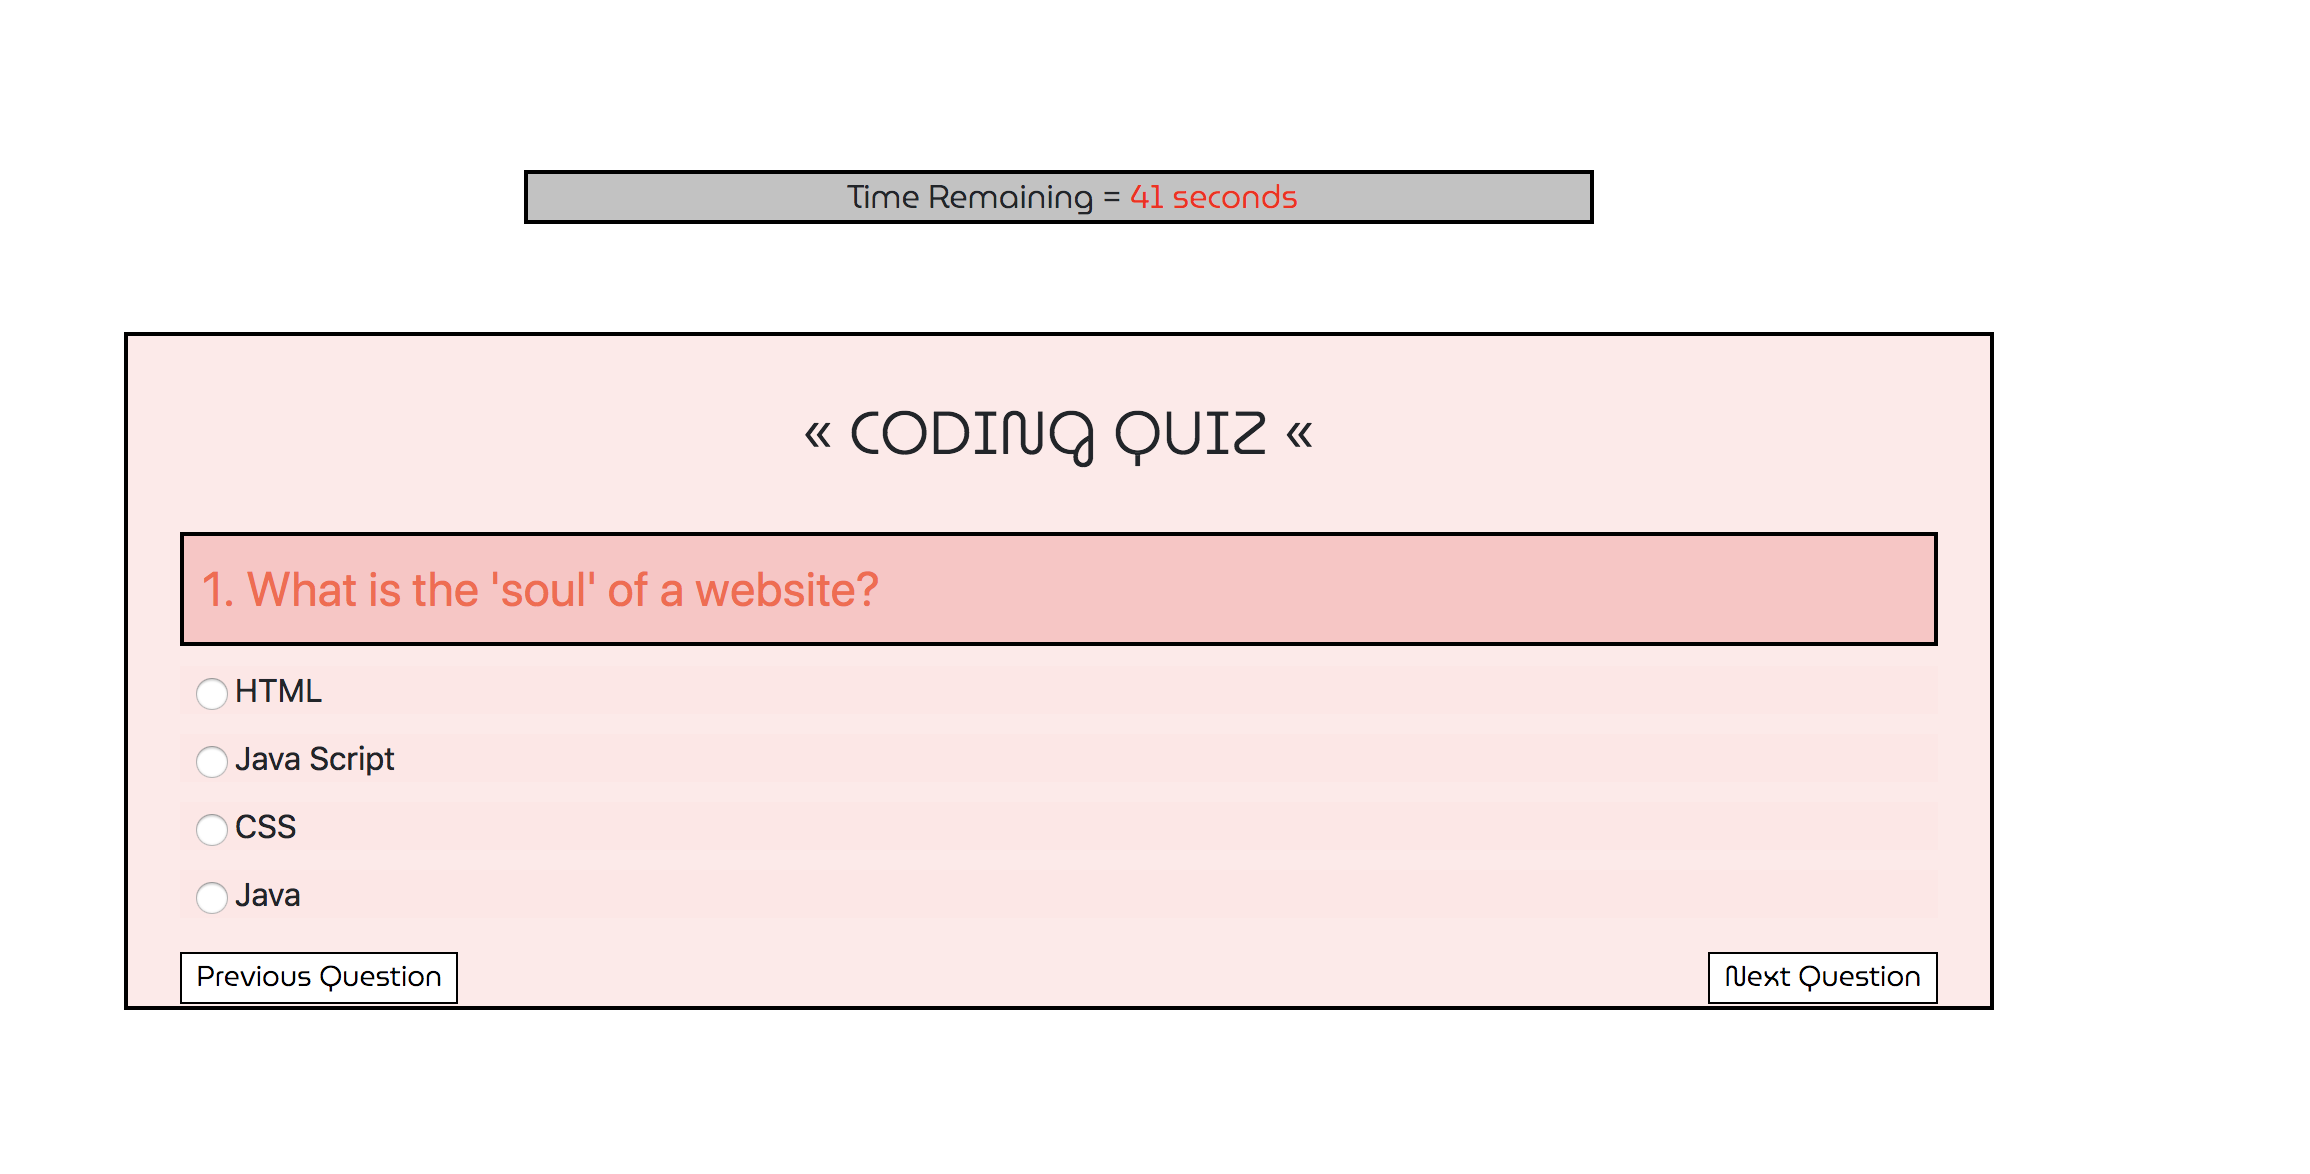 Time Remaining = 41 seconds
« CODING QUIZ «
1. What is the 'soul' of a website?
HTML
Java Script
CSS
Java
Previous Question
Next Question